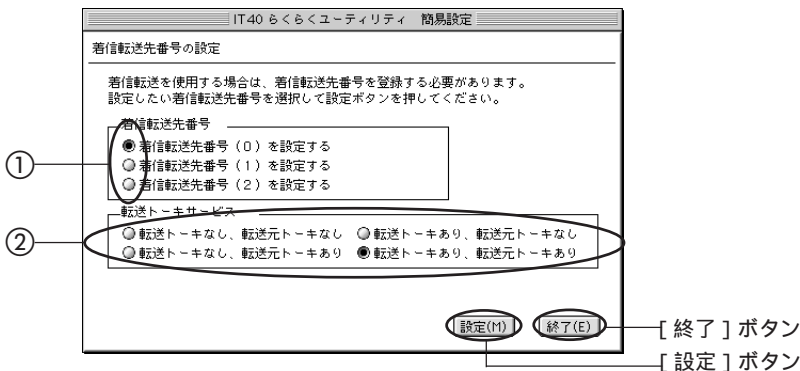 IT40 らくらくユーティリティ　簡易設定
着信転送先番号の設定
着信転送を使用する場合は、着信転送先番号を登録する必要があります。
設定したい着信転送先番号を選択して設定ボタンを押してください。
着信転送先番号
着信転送先番号（0）を設定する
①
着信転送先番号（1）を設定する
着信転送先番号（2）を設定する
転送トーキサービス
②
転送トーキなし、転送元トーキなし　転送トーキあり、転送元トーキなし
転送トーキなし、転送元トーキあり　転送トーキあり、転送元トーキあり
設定(M)　終了(E)　[ 終了 ] ボタン
[ 設定 ] ボタン